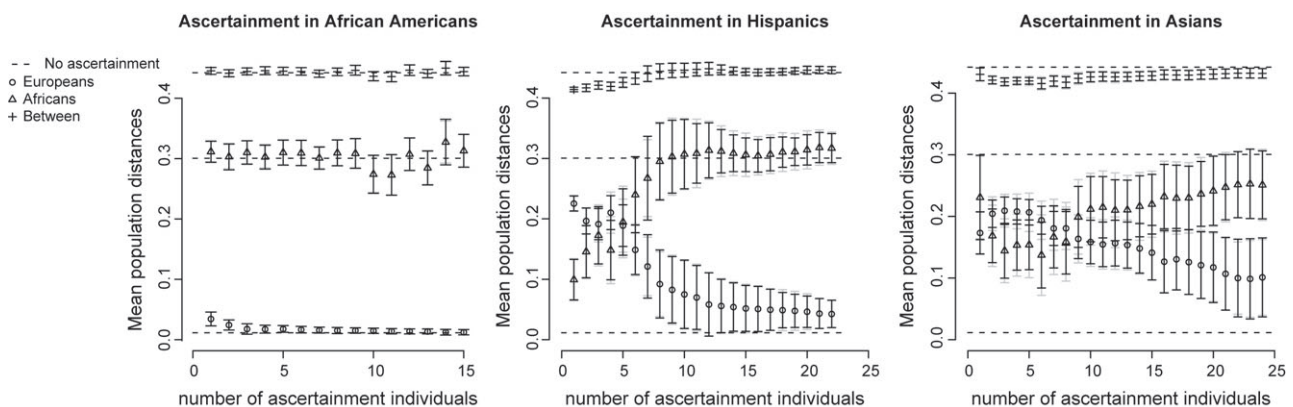 Ascertainment in African Americans
Ascertainment in Hispanics
Ascertainment in Asians
No ascertainment
Europeans
Africans
Between
Mean population distances
0.4
0.3
0.2
0.1
0.0
0 5 10 15
number of ascertainment individuals
Mean population distances
0.4
0.3
0.2
0.1
0.0
0 5 10 15 20 25
number of ascertainment individuals
Mean population distances
0.4
0.3
0.2
0.1
0.0
0 5 10 15 20 25
number of ascertainment individuals